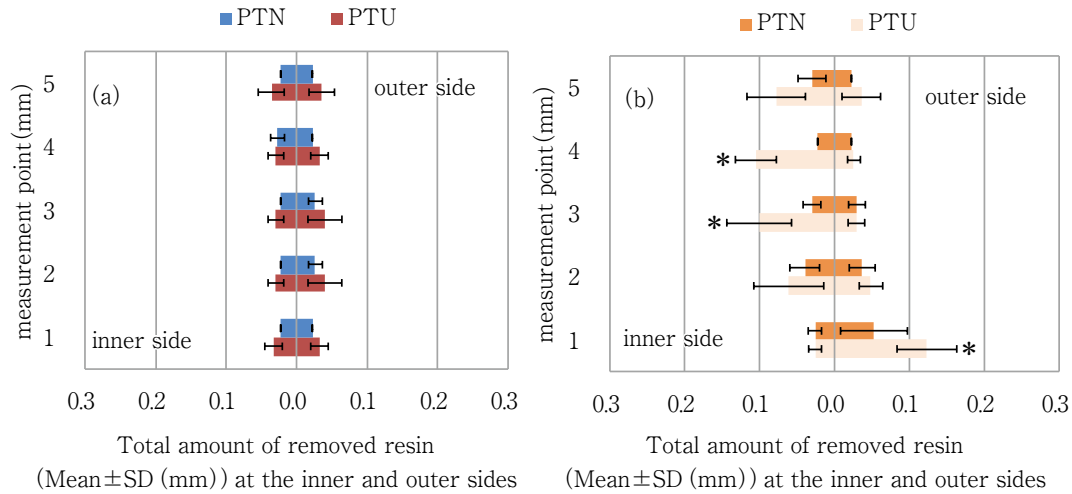 PTN PTU
(a)
outer side
inner side
measurement point(mm)
5
4
3
2
1
0.3 0.2 0.1 0.0 0.1 0.2 0.3
Total amount of removed resin
(Mean±SD (mm)) at the inner and outer sides
PTN PTU
(b)
outer side
inner side
measurement point(mm)
5
4
*
3
*
2
1
*
0.3 0.2 0.1 0.0 0.1 0.2 0.3
Total amount of removed resin
(Mean±SD (mm)) at the inner and outer sides